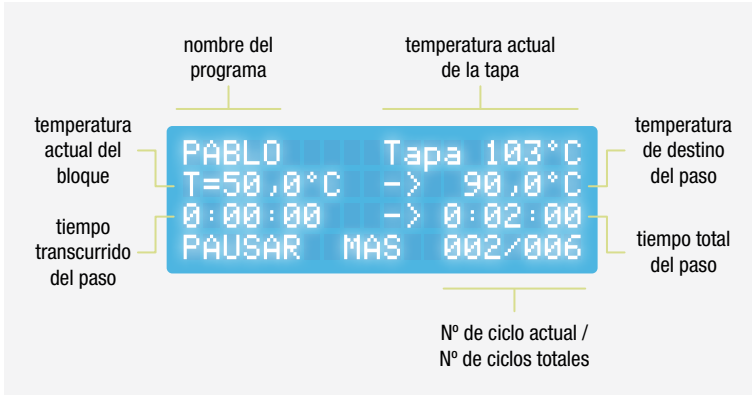 nombre del
programa
temperatura actual
de la tapa
temperatura
actual del
bloque
tiempo
transcurrido
del paso
PABLO Tapa 103°C
T=50,0°C -> 90,0°C
0:00:00 -> 0:02:00
PAUSAR MAS 002/006
temperatura
de destino
del paso
tiempo total
del paso
Nº de ciclo actual /
Nº de ciclos totales